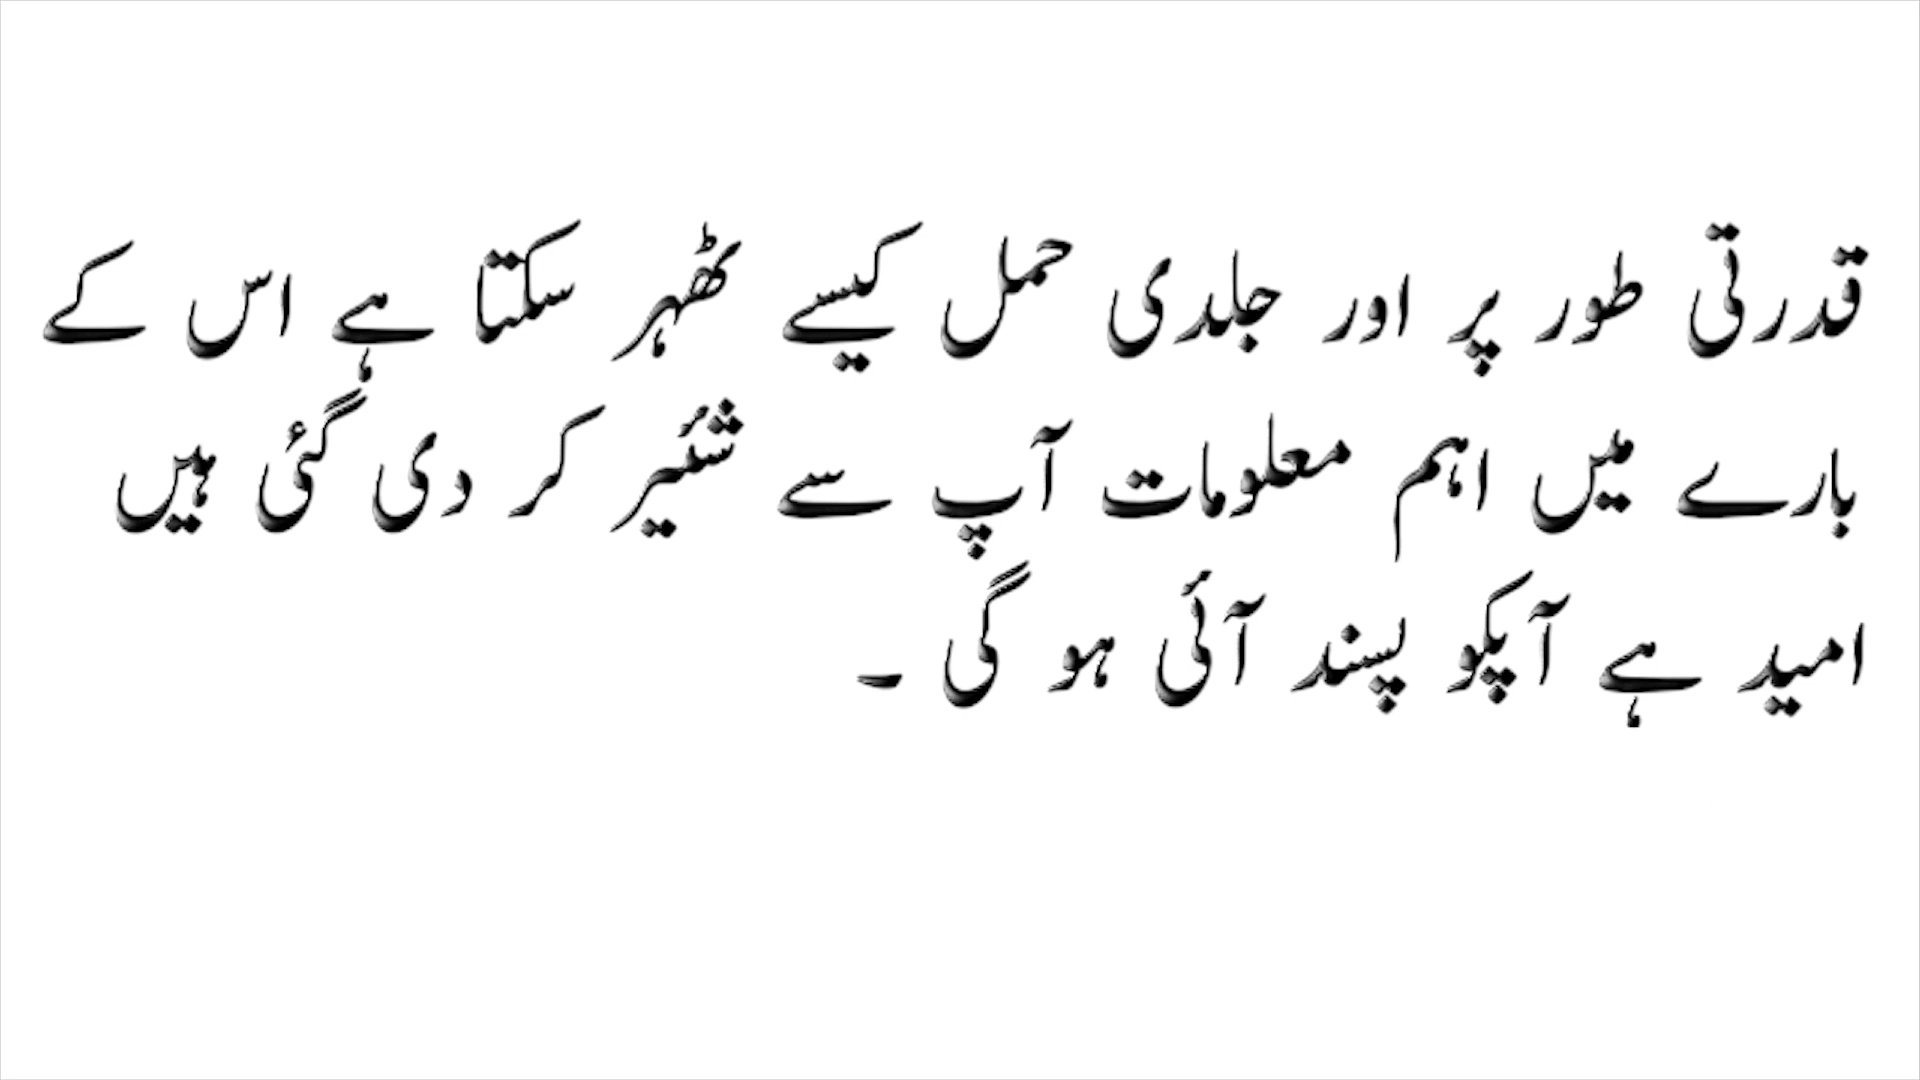 قدرتی طور پر اور جلدی حمل کیسے ٹھہر سکتا ہے اس کے
بارے میں اہم معلومات آپ سے شئیر کر دی گئی ہیں
امید ہے آپکو پسند آئی ہو گی ۔